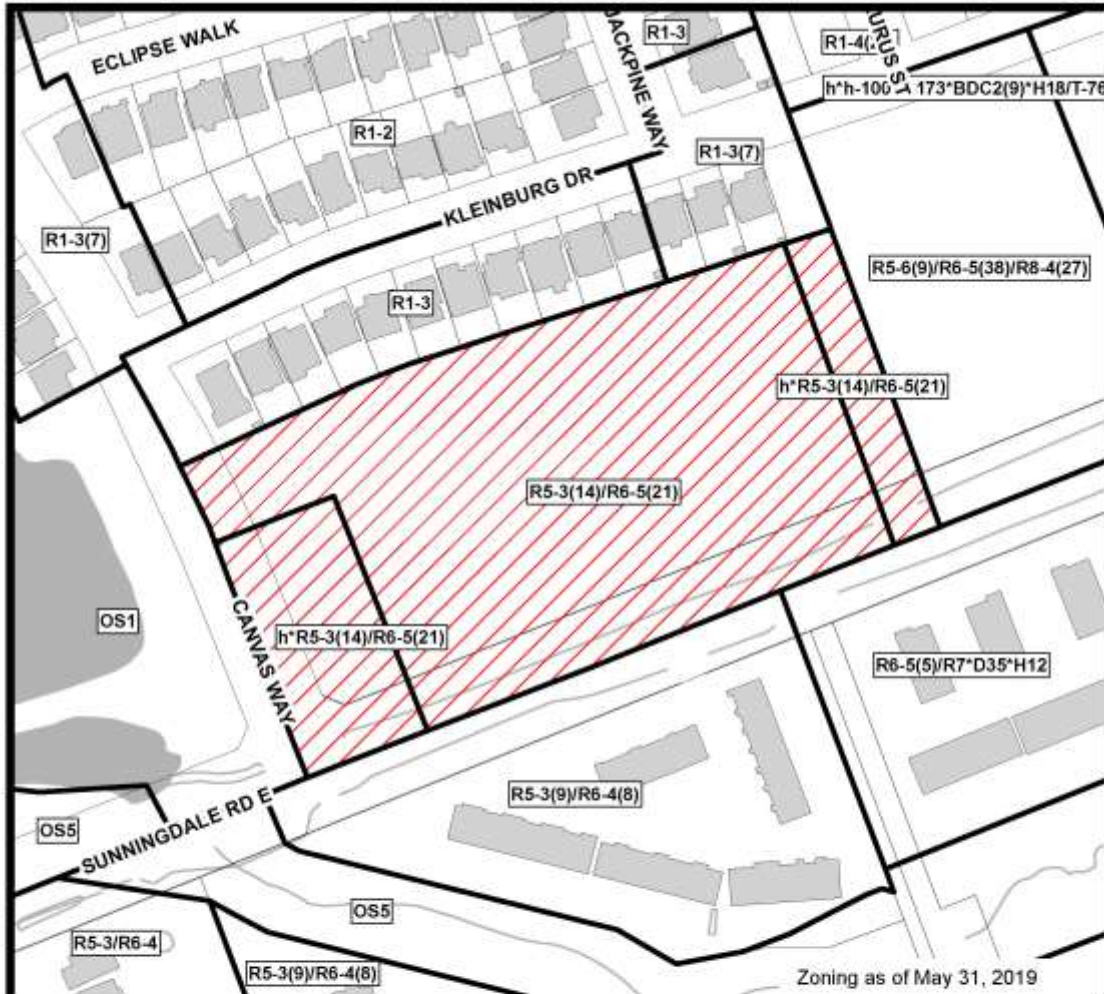 ECLIPSE WALK
JACKPINE WAY
R1-3
R1-4(
URUS ST
h*h-100
173*BDC2(9)*H18/T-76
R1-2
R1-3(7)
KLEINBURG DR
R1-3(7)
R5-6(9)/R6-5(38)/R8-4(27)
R1-3
h*R5-3(14)/R6-5(21)
R5-3(14)/R6-5(21)
OS1
CANVAS WAY
h*R5-3(14)/R6-5(21)
R6-5(5)/R7*D35*H12
R5-3(9)/R6-4(8)
OS5
SUNNINGDALE RD E
OS5
R5-3/R6-4
R5-3(9)/R6-4(8)
Zoning as of May 31, 2019